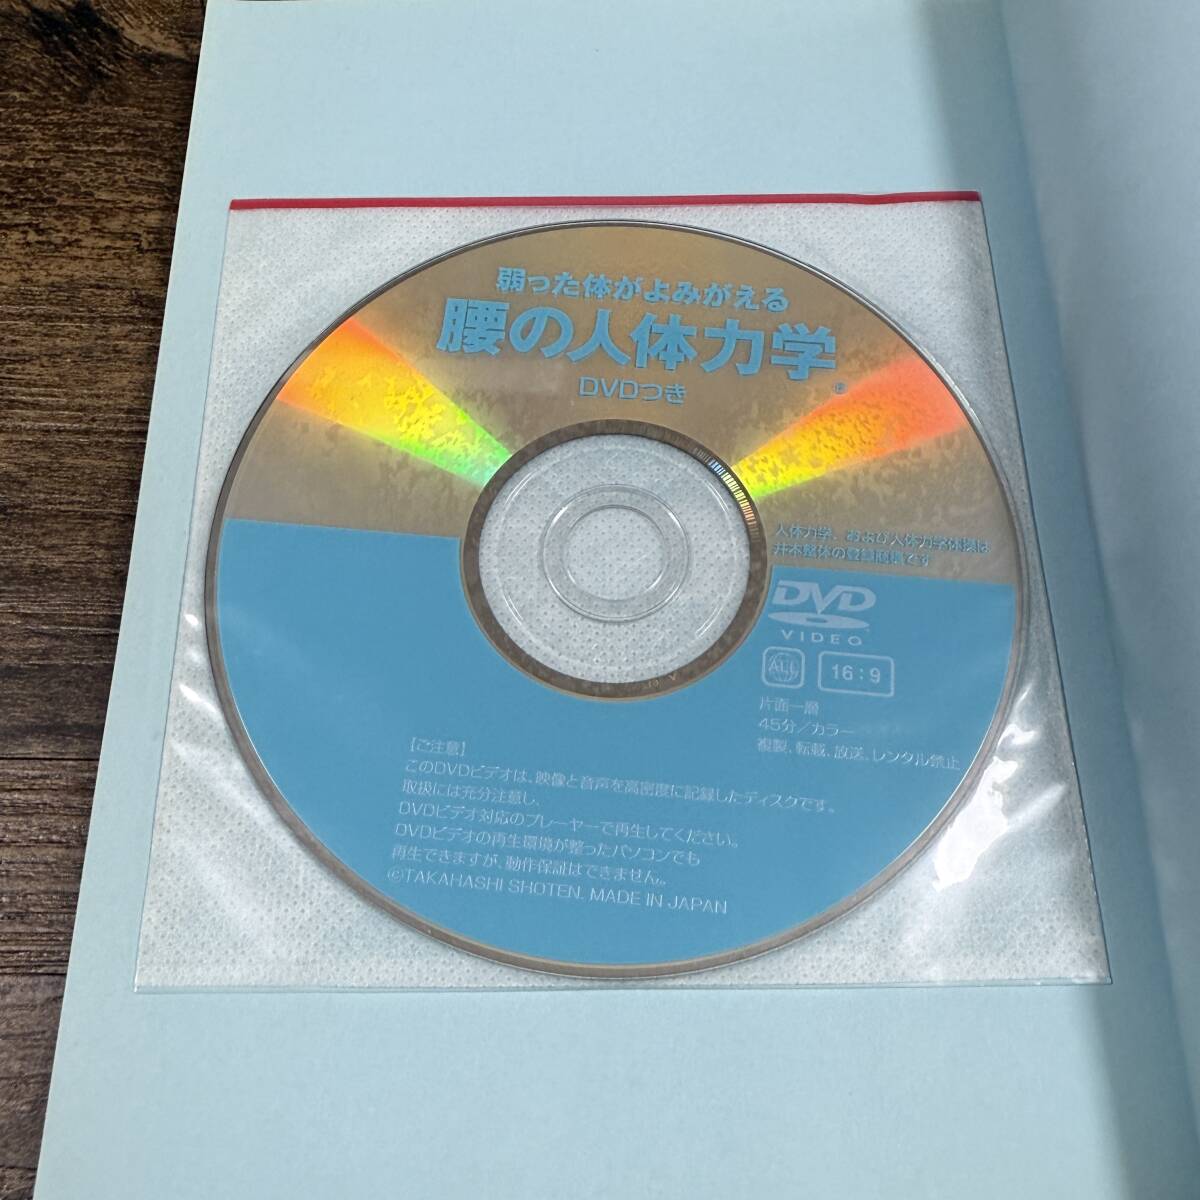 弱った体がよみがえる
腰の人体力学
®
DVDつき
人体力学、および人体力学体操は
井本整体の登録商標です
DVD
VIDEO
ALL
16:9
片面一層
45分/カラー
複製、転載、放送、レンタル禁止
【ご注意】
このDVDビデオは、映像と音声を高密度に記録したディスクです。
取扱には充分注意し、
DVDビデオ対応のプレーヤーで再生してください。
DVDビデオの再生環境が整ったパソコンでも
再生できますが、動作保証はできません。
©TAKAHASHI SHOTEN. MADE IN JAPAN